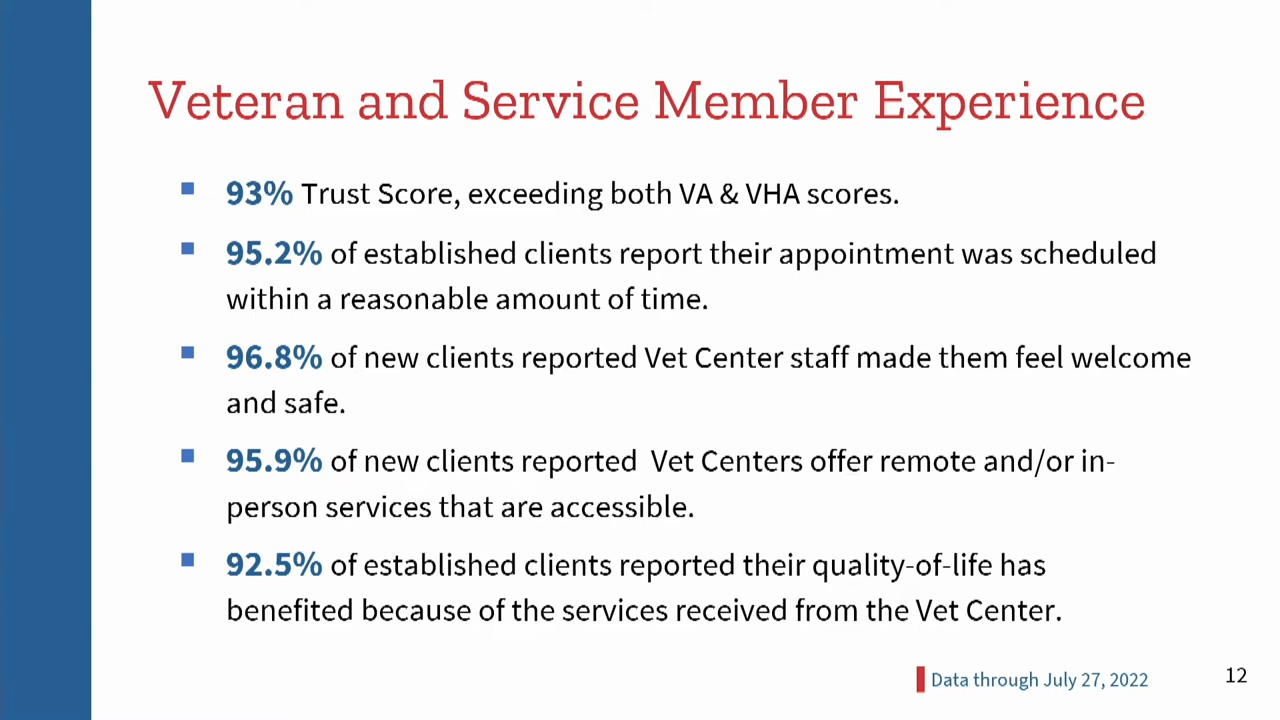 Veteran and Service Member Experience
93% Trust Score, exceeding both VA & VHA scores.
95.2% of established clients report their appointment was scheduled
within a reasonable amount of time.
96.8% of new clients reported Vet Center staff made them feel welcome
and safe.
95.9% of new clients reported  Vet Centers offer remote and/or in-
person services that are accessible.
92.5% of established clients reported their quality-of-life has
benefited because of the services received from the Vet Center.
Data through July 27, 2022
12